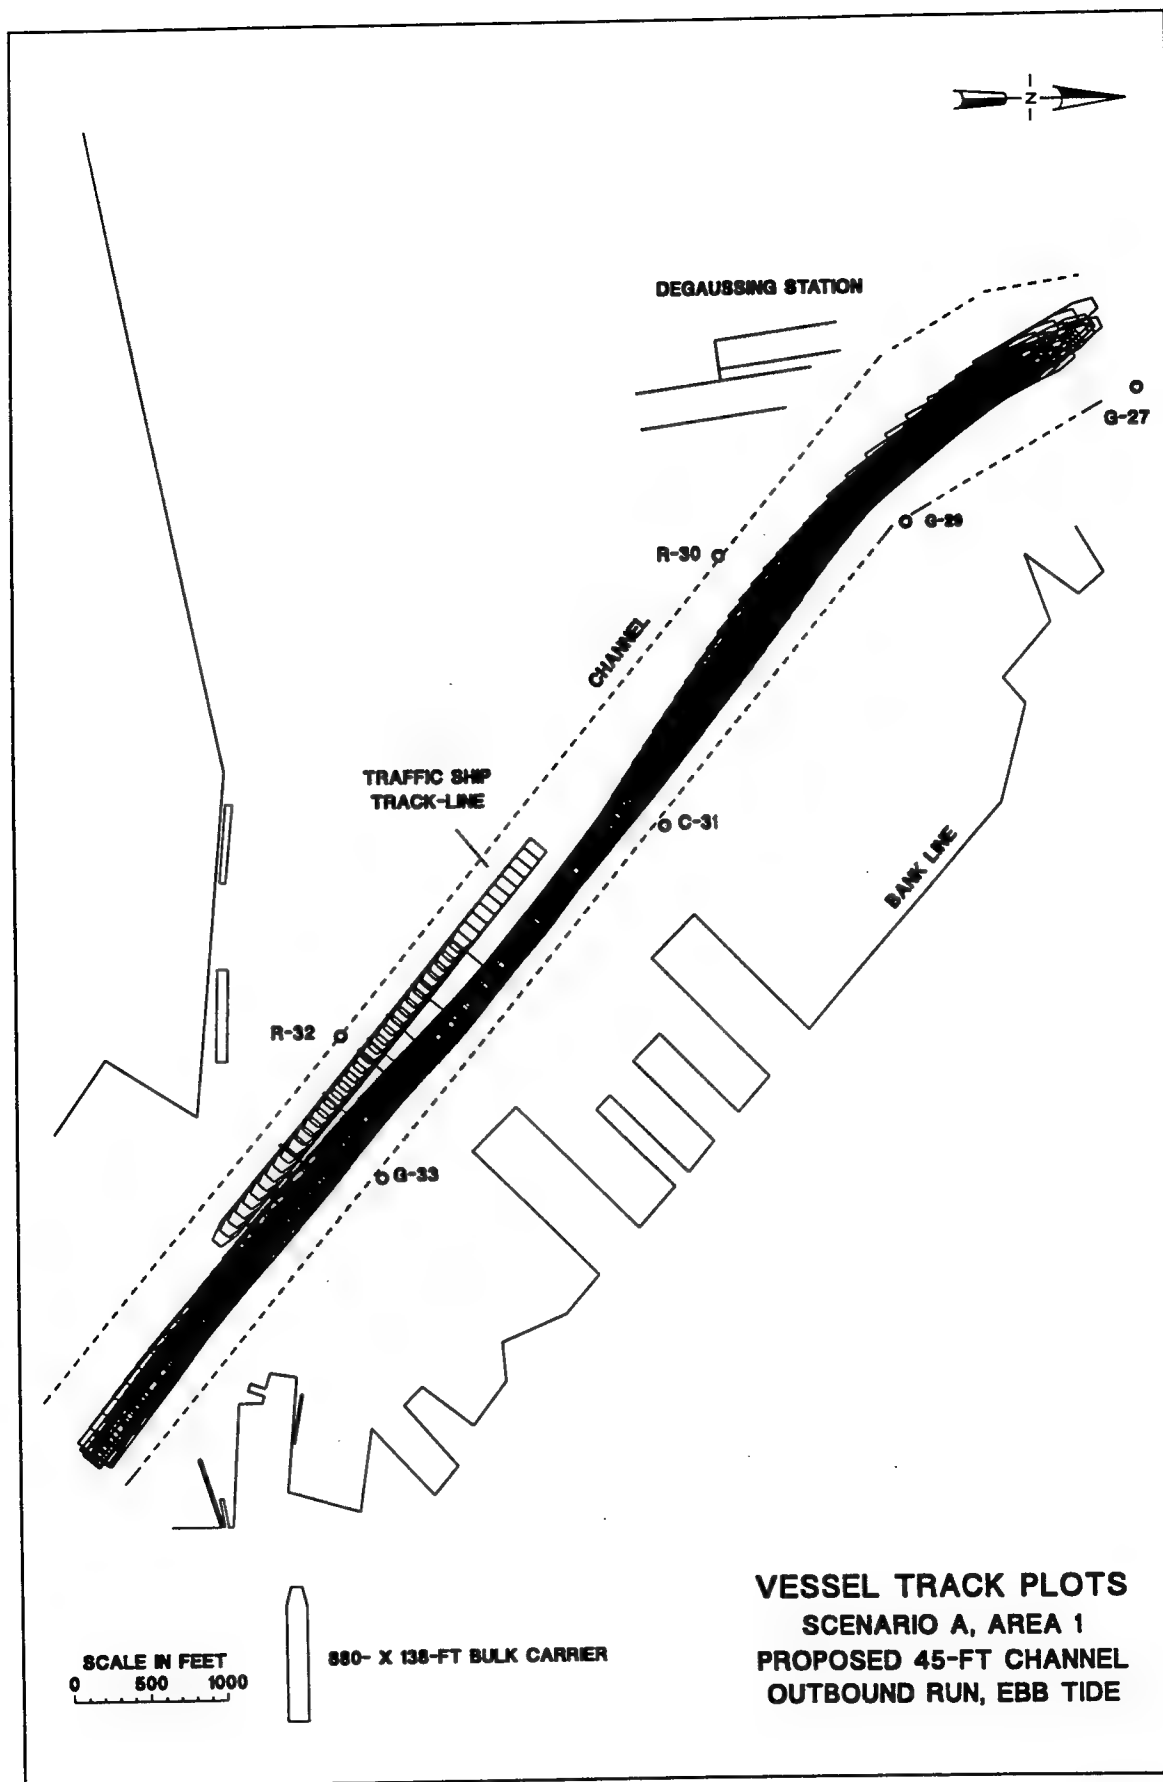 N
DEGAUSSING STATION
G-27
G-29
R-30
CHANNEL
TRAFFIC SHIP
TRACK-LINE
C-31
BANK LINE
R-32
G-33
VESSEL TRACK PLOTS
SCENARIO A, AREA 1
PROPOSED 45-FT CHANNEL
OUTBOUND RUN, EBB TIDE
880- X 138-FT BULK CARRIER
SCALE IN FEET
0 500 1000